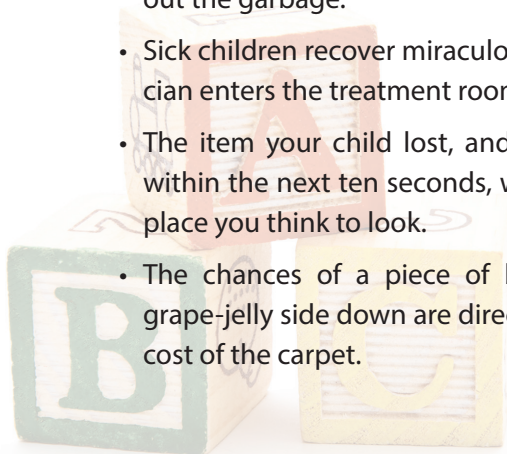 out the garbage.
• Sick children recover miraculo
cian enters the treatment roor
• The item your child lost, and
within the next ten seconds, v
place you think to look.
• The chances of a piece of
grape-jelly side down are dire
cost of the carpet.
A
B
C